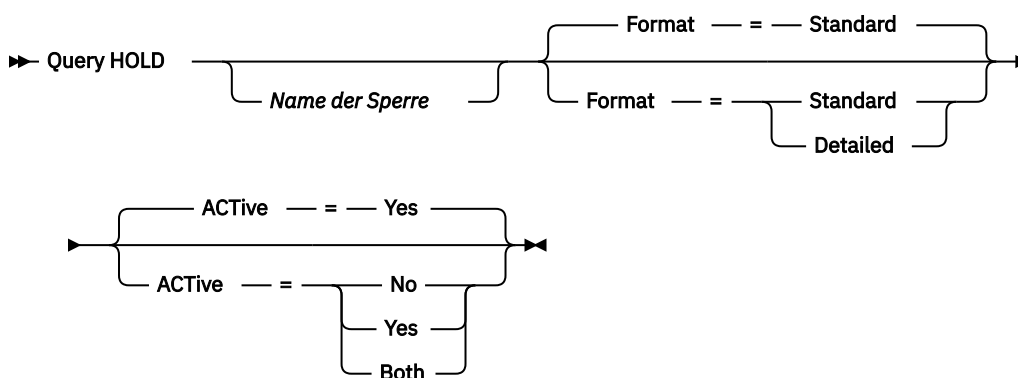 Format = Standard
Query HOLD
Name der Sperre
Format = Standard
Detailed
ACTive = Yes
ACTive = No
Yes
Both